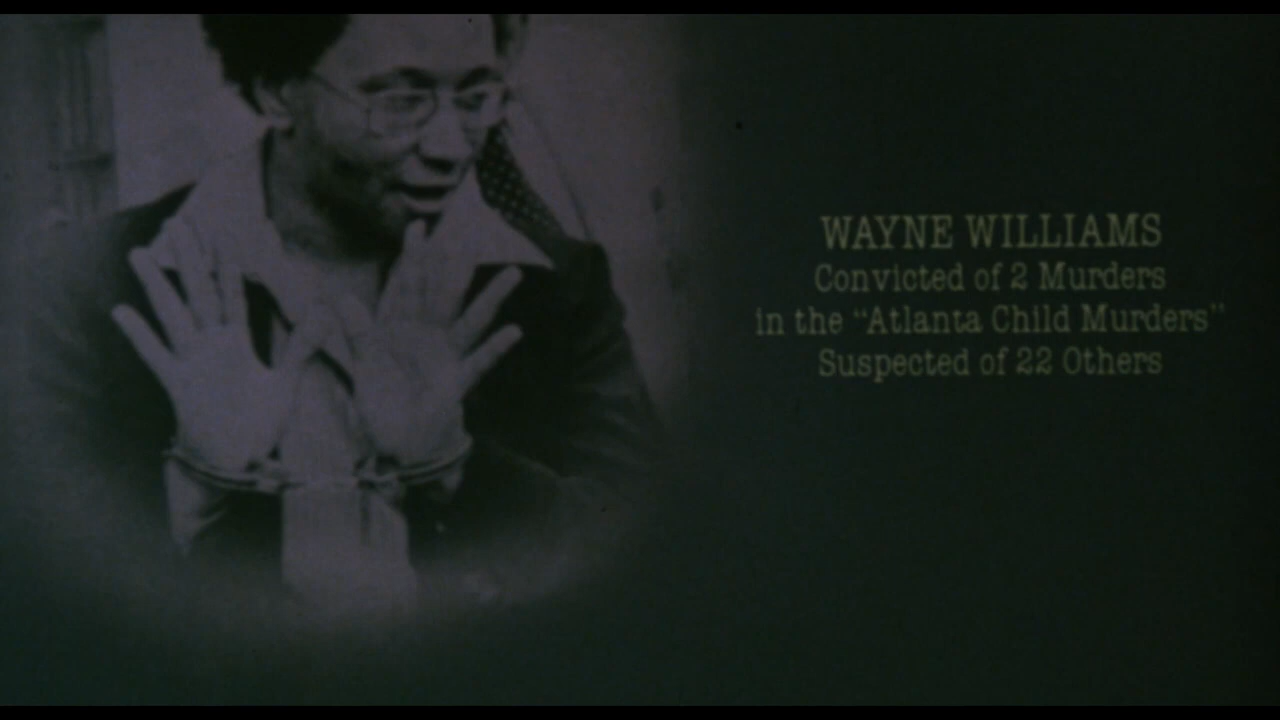 WAYNE WILLIAMS
Convicted of 2 Murders
in the “Atlanta Child Murders”
Suspected of 22 Others